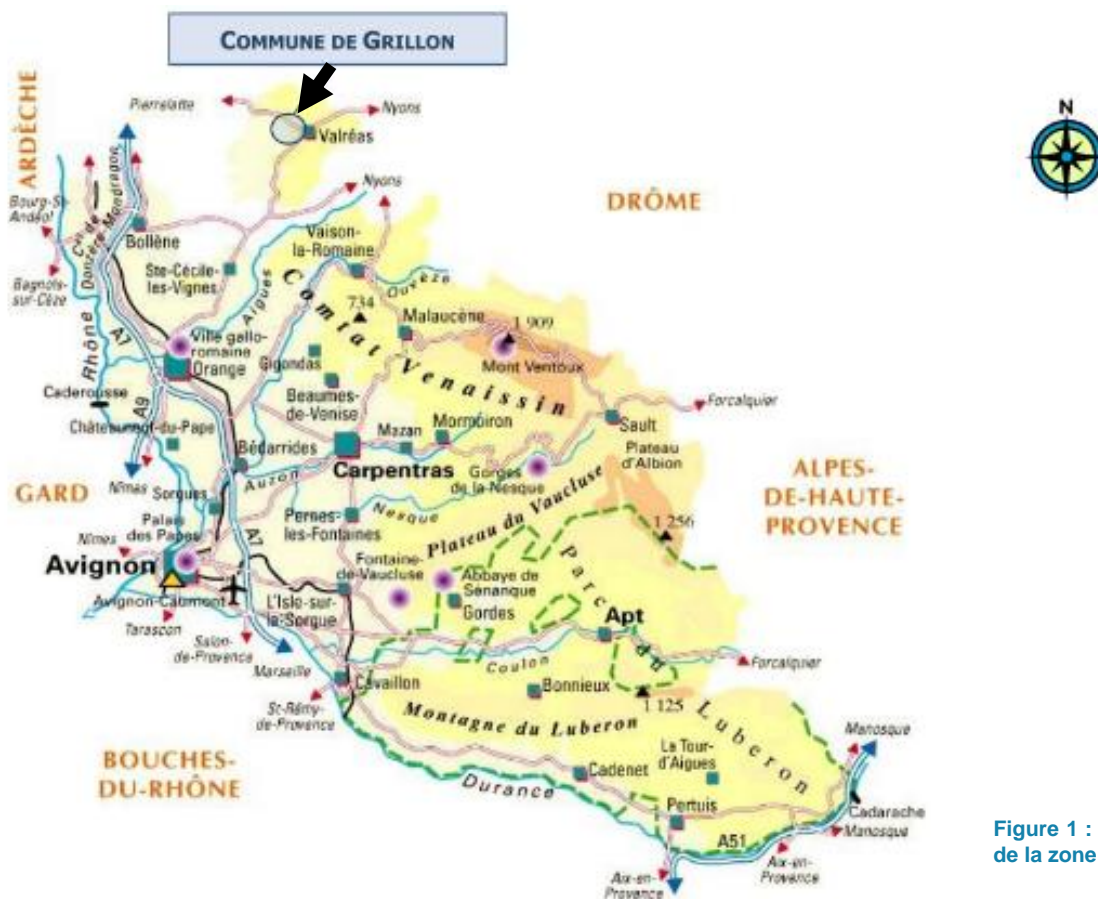 COMMUNE DE GRILLON
ARDÈCHE
Pierrelatte
Nyons
Valréas
N
Nyons
DRÔME
Bourg-St-
Andéol
Cal de
Donzère-Mondragon
Bollène
Vaison-
la-Romaine
Bagnols-
sur-Cèze
Ste-Cécile-
les-Vignes
Aigues
Ouvèze
Comtat Venaissin
734
Malaucène
1 909
Rhône
A7
Ville gallo-
romaine
Orange
Gigondas
Mont Ventoux
Caderousse
Beaumes-
de-Venise
Forcalquier
A9
Châteauneuf-du-Pape
Mazan
Mormoiron
Sault
Bédarrides
Plateau
d'Albion
Carpentras
Auzon
Gorges
de la Nesque
ALPES-
DE-HAUTE-
PROVENCE
GARD
Nîmes
Sorgues
Nesque
Plateau du Vaucluse
Palais
des Papes
A7
Pernes-
les-Fontaines
1 256
Nîmes
Avignon
Fontaine-
de-Vaucluse
Abbaye de
Sénanque
Parc du Luberon
Avignon-Caumont
L'Isle-sur-
la-Sorgue
Gordes
Apt
Tarascon
Salon-
de-Provence
Marseille
Coulon
Forcalquier
Cavaillon
Bonnieux
St-Rémy-
de-Provence
Montagne du Luberon
1 125
Manosque
BOUCHES-
DU-RHÔNE
La Tour-
d'Aigues
Cadenet
Durance
Pertuis
Cadarache
Manosque
A51
Aix-en-
Provence
Aix-en-
Provence
Figure 1 :
de la zone